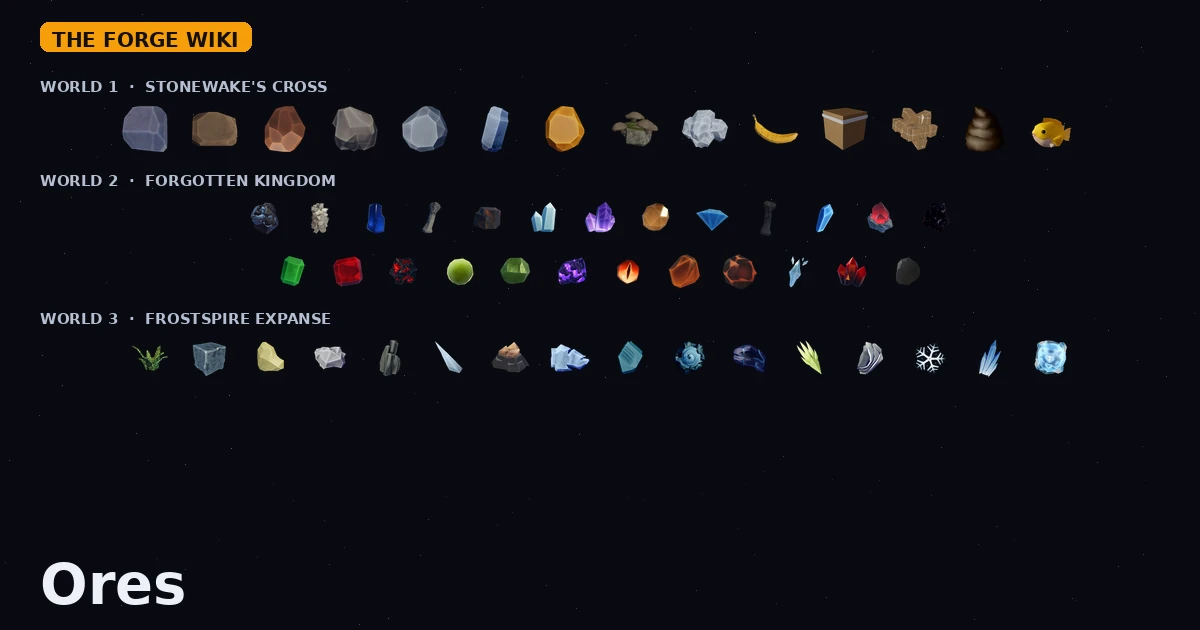 THE FORGE WIKI
WORLD 1 · STONEWAKE'S CROSS
WORLD 2 · FORGOTTEN KINGDOM
WORLD 3 · FROSTSPIRE EXPANSE
Ores